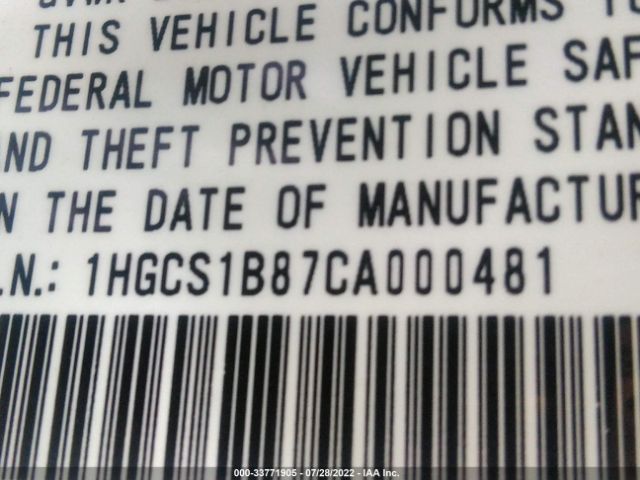 THIS VEHICLE CONFORMS TO
FEDERAL MOTOR VEHICLE SAF
ND THEFT PREVENTION STAN
N THE DATE OF MANUFACTUR
.N.: 1HGCS1B87CA000481
000-33771905 - 07/28/2022 - IAA Inc.